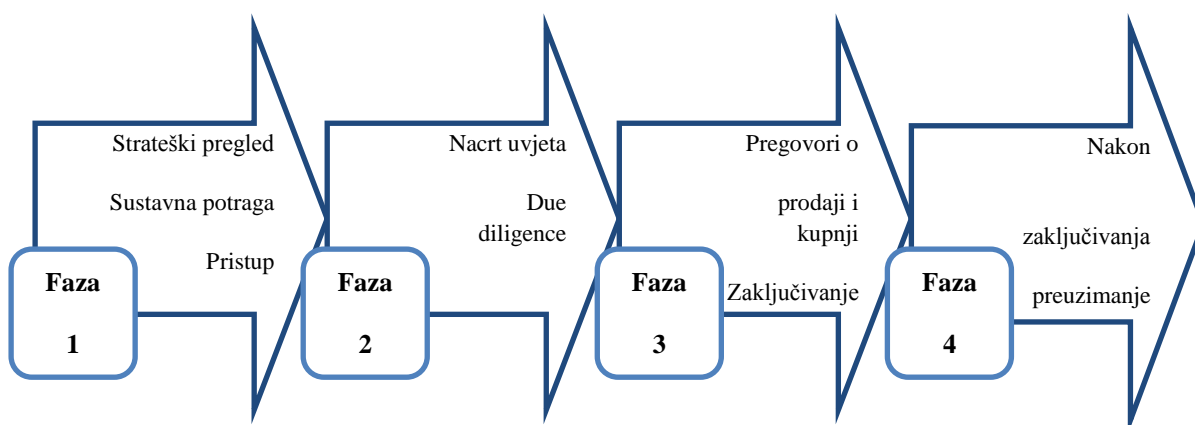 Strateški pregled
Sustavna potraga
Pristup
Faza
1
Nacrt uvjeta
Due
diligence
Faza
2
Pregovori o
prodaji i
kupnji
Zaključivanje
Faza
3
Nakon
zaključivanja
preuzimanje
Faza
4